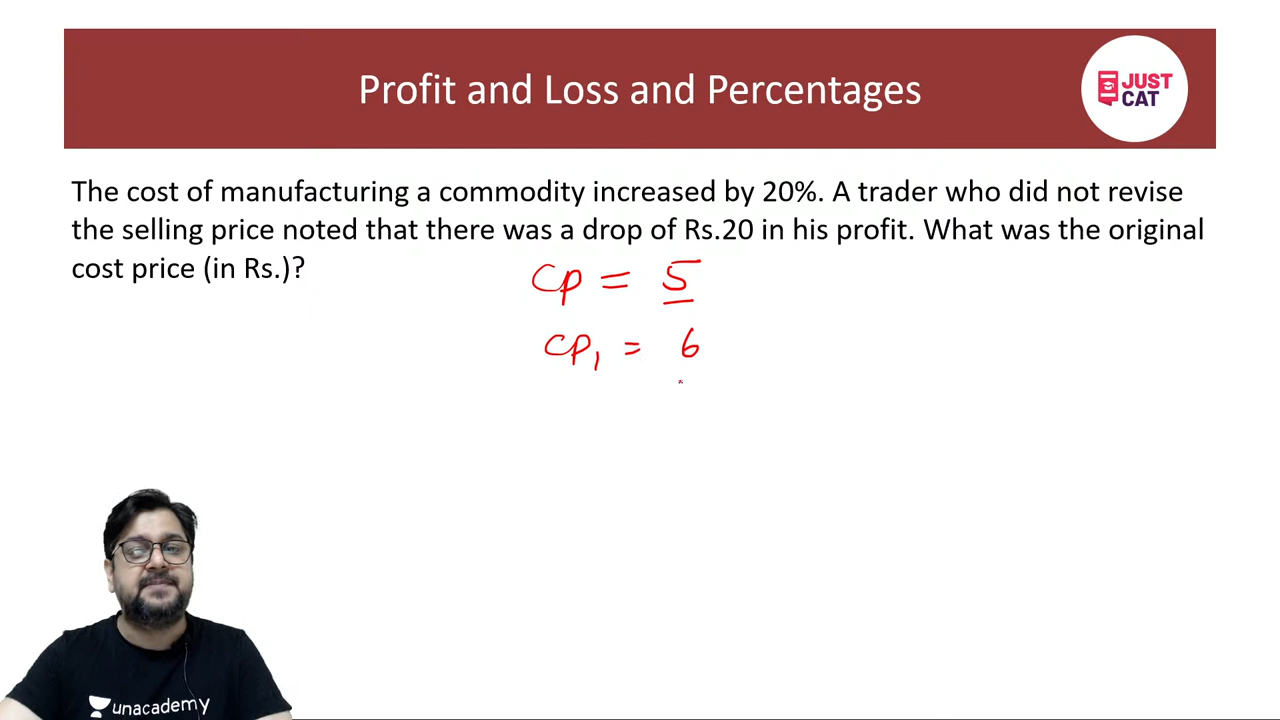 Profit and Loss and Percentages
JUST
CAT
The cost of manufacturing a commodity increased by 20%. A trader who did not revise
the selling price noted that there was a drop of Rs.20 in his profit. What was the original
cost price (in Rs.)?
CP = 5
CP₁ = 6
unacademy